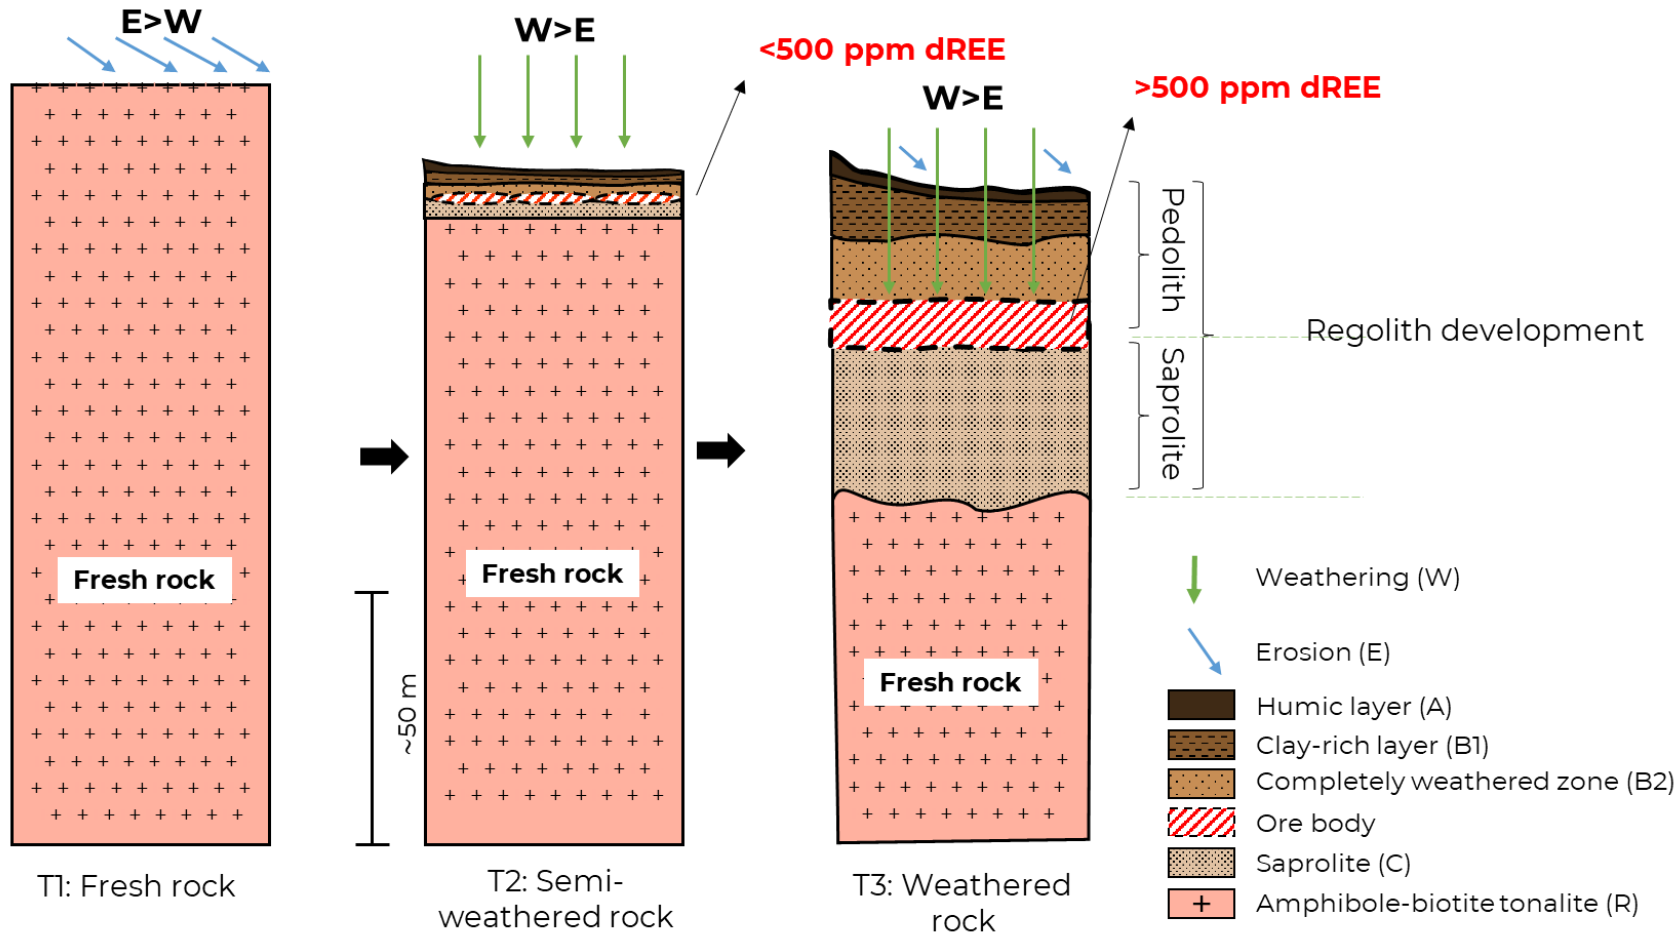 E>W
W>E
<500 ppm dREE
W>E
>500 ppm dREE
Pedolith
Saprolite
Regolith development
Fresh rock
Fresh rock
Fresh rock
~50 m
Weathering (W)
Erosion (E)
Humic layer (A)
Clay-rich layer (B1)
Completely weathered zone (B2)
Ore body
Saprolite (C)
Amphibole-biotite tonalite (R)
T1: Fresh rock
T2: Semi-
weathered rock
T3: Weathered
rock